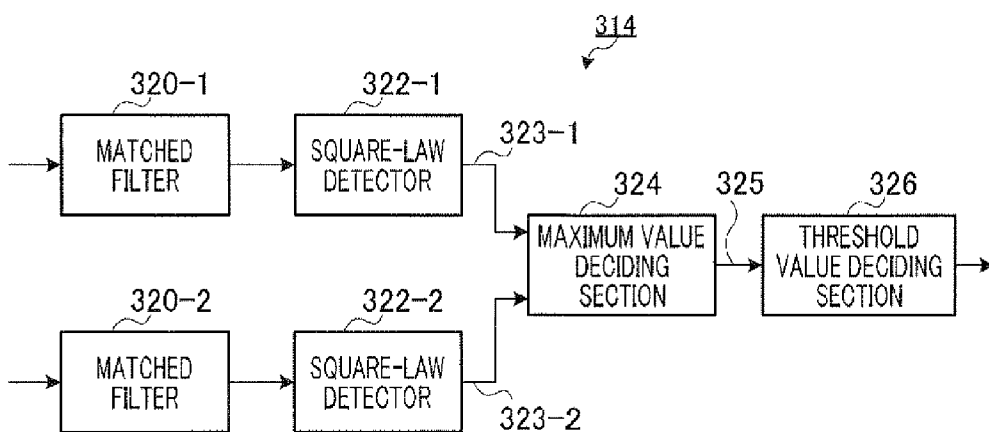 314
320-1
322-1
323-1
MATCHED
FILTER
SQUARE-LAW
DETECTOR
324
325
326
MAXIMUM VALUE
DECIDING
SECTION
THRESHOLD
VALUE DECIDING
SECTION
320-2
322-2
MATCHED
FILTER
SQUARE-LAW
DETECTOR
323-2